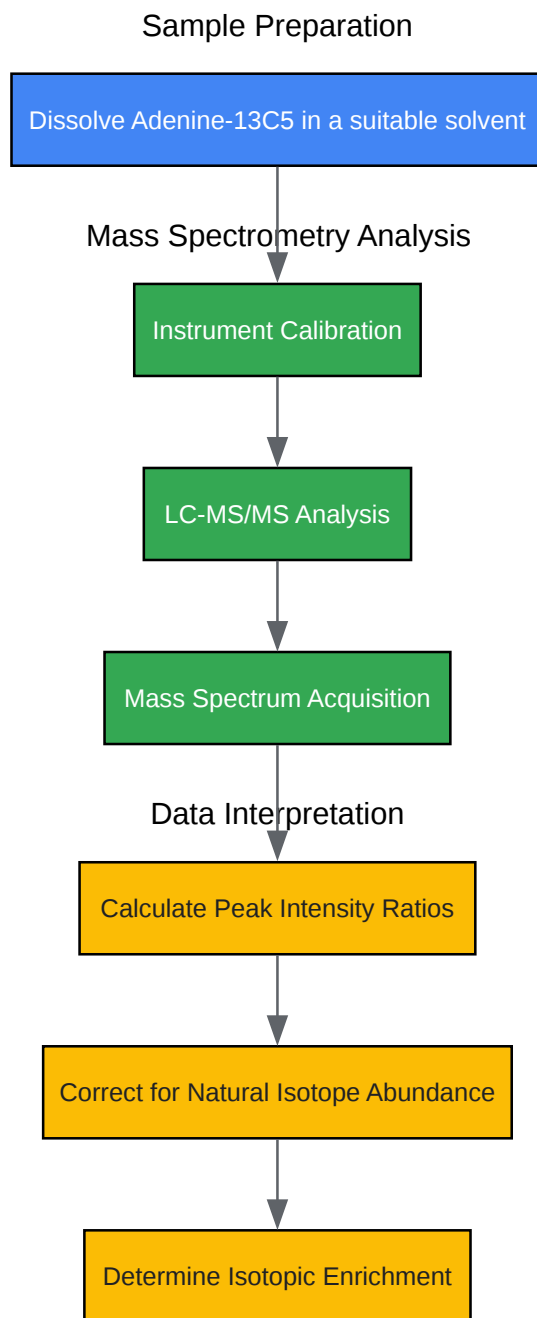 Sample Preparation
Dissolve Adenine-13C5 in a suitable solvent
Mass Spectrometry Analysis
Instrument Calibration
LC-MS/MS Analysis
Mass Spectrum Acquisition
Data Interpretation
Calculate Peak Intensity Ratios
Correct for Natural Isotope Abundance
Determine Isotopic Enrichment